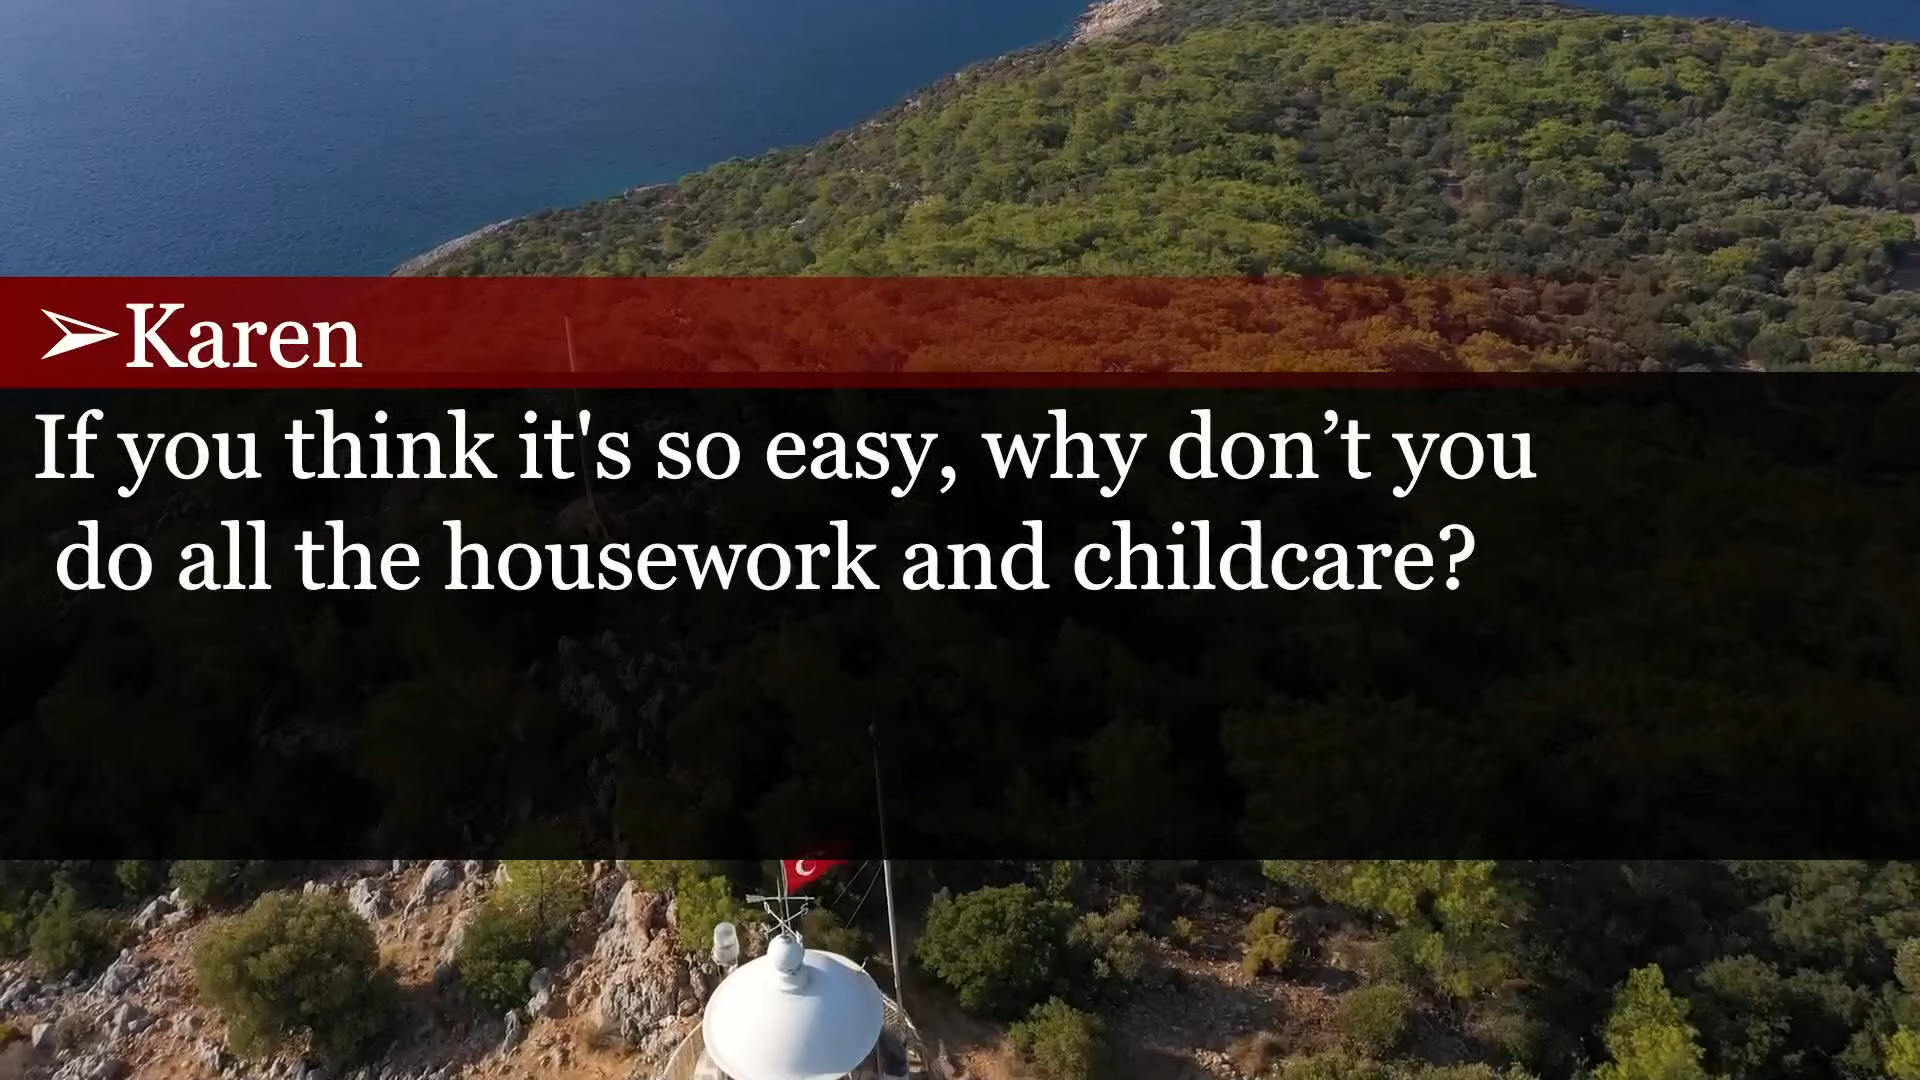 ➢Karen
If you think it's so easy, why don’t you
do all the housework and childcare?